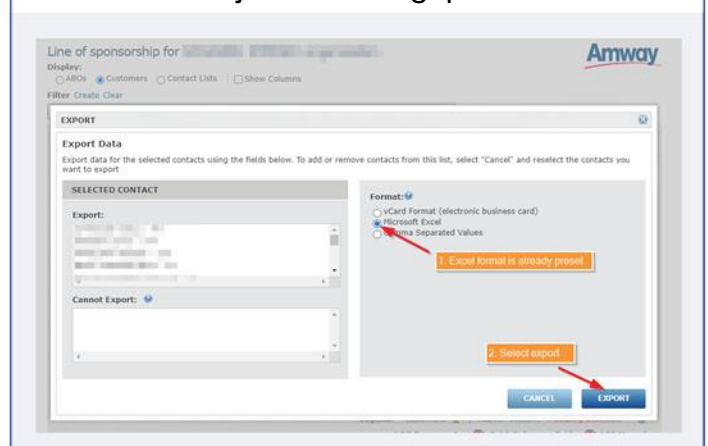 Line of sponsorship for
Amway
Display:
ABOs Customers Contact Lists Show Columns
Filter Create Clear
EXPORT
Export Data
Export data for the selected contacts using the fields below. To add or remove contacts from this list, select "Cancel" and reselect the contacts you
want to export
SELECTED CONTACT
Format:
Export:
vCard Format (electronic business card)
Microsoft Excel
Comma Separated Values
1. Excel format is already preset
Cannot Export:
2. Select export
CANCEL EXPORT